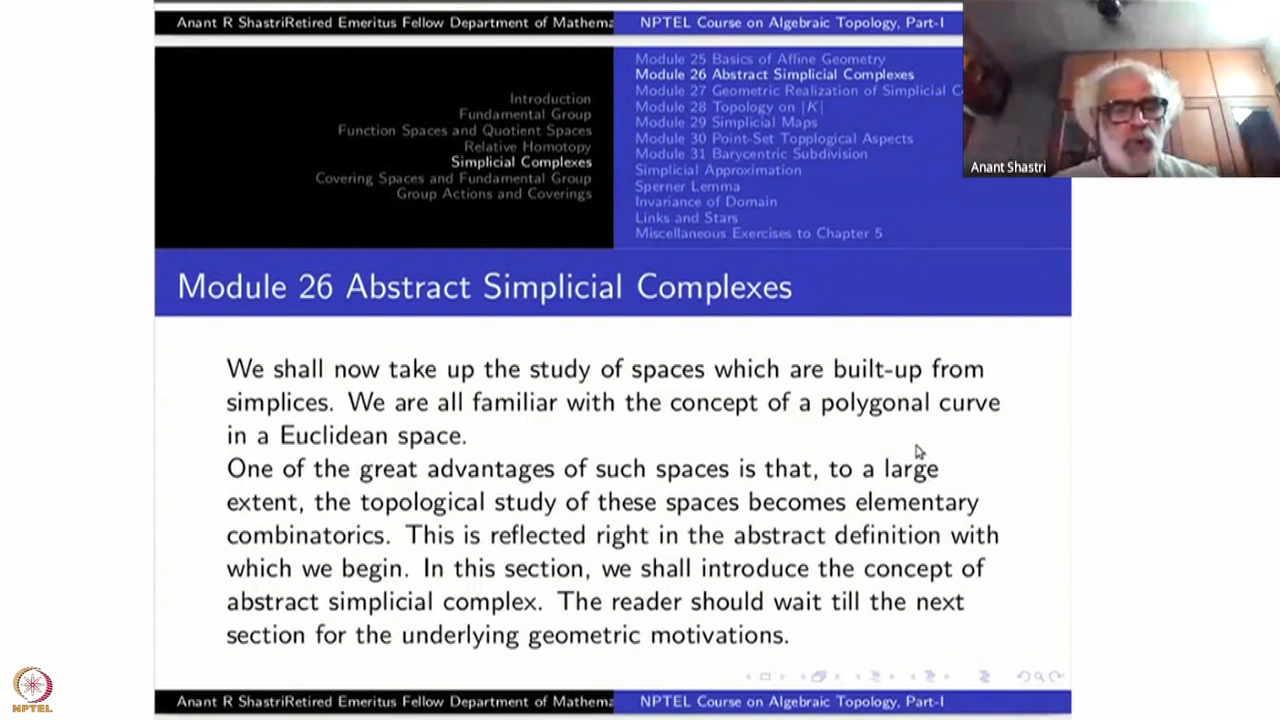 Anant R ShastriRetired Emeritus Fellow Department of Mathema
NPTEL Course on Algebraic Topology, Part-I
Introduction
Fundamental Group
Function Spaces and Quotient Spaces
Relative Homotopy
Simplicial Complexes
Covering Spaces and Fundamental Group
Group Actions and Coverings
Module 25 Basics of Affine Geometry
Module 26 Abstract Simplicial Complexes
Module 27 Geometric Realization of Simplicial C
Module 28 Topology on |K|
Module 29 Simplicial Maps
Module 30 Point-Set Topplogical Aspects
Module 31 Barycentric Subdivision
Simplicial Approximation
Sperner Lemma
Invariance of Domain
Links and Stars
Miscellaneous Exercises to Chapter 5
Anant Shastri
Module 26 Abstract Simplicial Complexes
We shall now take up the study of spaces which are built-up from
simplices. We are all familiar with the concept of a polygonal curve
in a Euclidean space.
One of the great advantages of such spaces is that, to a large
extent, the topological study of these spaces becomes elementary
combinatorics. This is reflected right in the abstract definition with
which we begin. In this section, we shall introduce the concept of
abstract simplicial complex. The reader should wait till the next
section for the underlying geometric motivations.
NPTEL
Anant R ShastriRetired Emeritus Fellow Department of Mathema
NPTEL Course on Algebraic Topology, Part-I